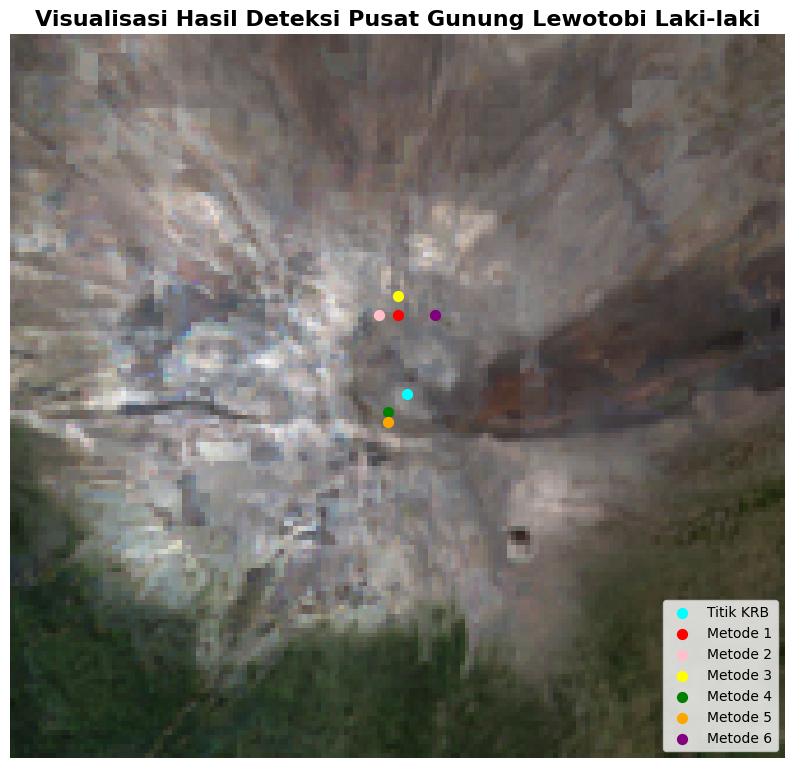 Visualisasi Hasil Deteksi Pusat Gunung Lewotobi Laki-laki
Titik KRB
Metode 1
Metode 2
Metode 3
Metode 4
Metode 5
Metode 6